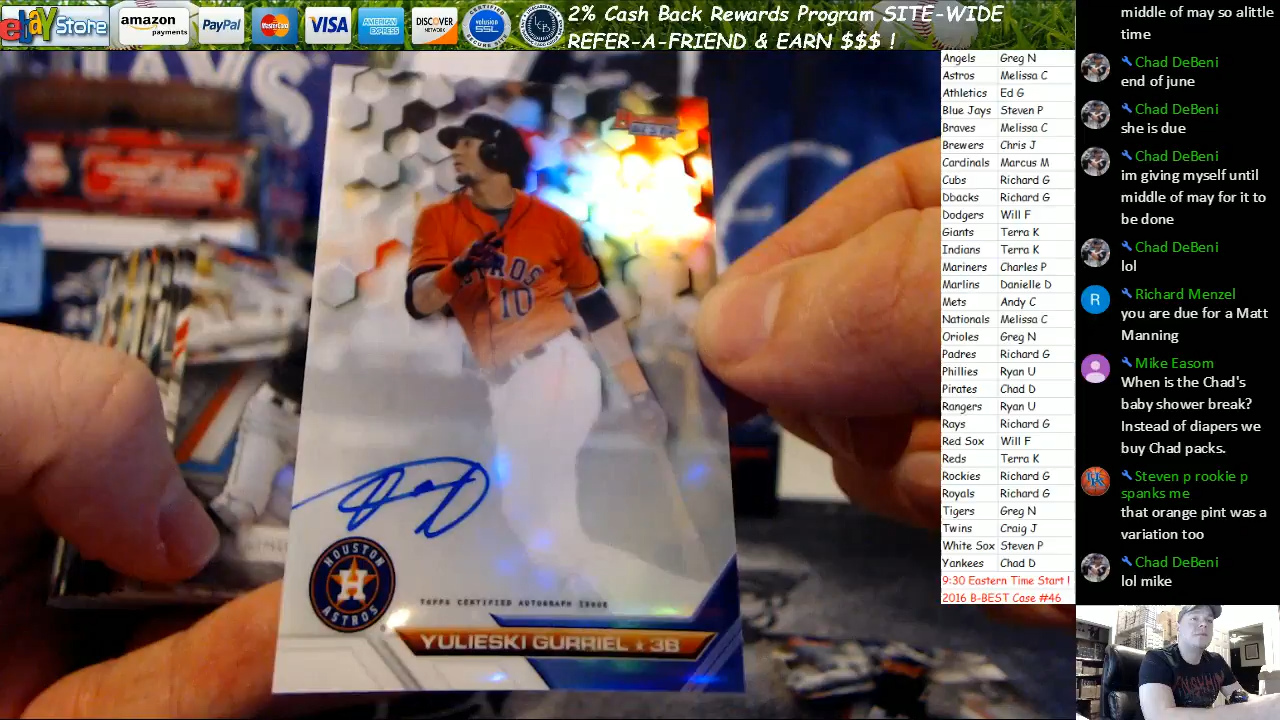 ebay Store
amazon payments
PayPal
MasterCard
VISA
AMERICAN EXPRESS
DISCOVER NETWORK
volusion SSL
2% Cash Back Rewards Program SITE-WIDE
REFER-A-FRIEND & EARN $$$ !
ASTROS
10
HOUSTON
H
ASTROS
TOPPS CERTIFIED AUTOGRAPH ISSUE
YULIESKI GURRIEL ★ 3B
Angels Greg N
Astros Melissa C
Athletics Ed G
Blue Jays Steven P
Braves Melissa C
Brewers Chris J
Cardinals Marcus M
Cubs Richard G
Dbacks Richard G
Dodgers Will F
Giants Terra K
Indians Terra K
Mariners Charles P
Marlins Danielle D
Mets Andy C
Nationals Melissa C
Orioles Greg N
Padres Richard G
Phillies Ryan U
Pirates Chad D
Rangers Ryan U
Rays Richard G
Red Sox Will F
Reds Terra K
Rockies Richard G
Royals Richard G
Tigers Greg N
Twins Craig J
White Sox Steven P
Yankees Chad D
9:30 Eastern Time Start !
2016 B-BEST Case #46
middle of may so alittle
time
Chad DeBeni
end of june
Chad DeBeni
she is due
Chad DeBeni
im giving myself until
middle of may for it to
be done
Chad DeBeni
lol
R
Richard Menzel
you are due for a Matt
Manning
Mike Easom
When is the Chad's
baby shower break?
Instead of diapers we
buy Chad packs.
Steven p rookie p
spanks me
that orange pint was a
variation too
Chad DeBeni
lol mike